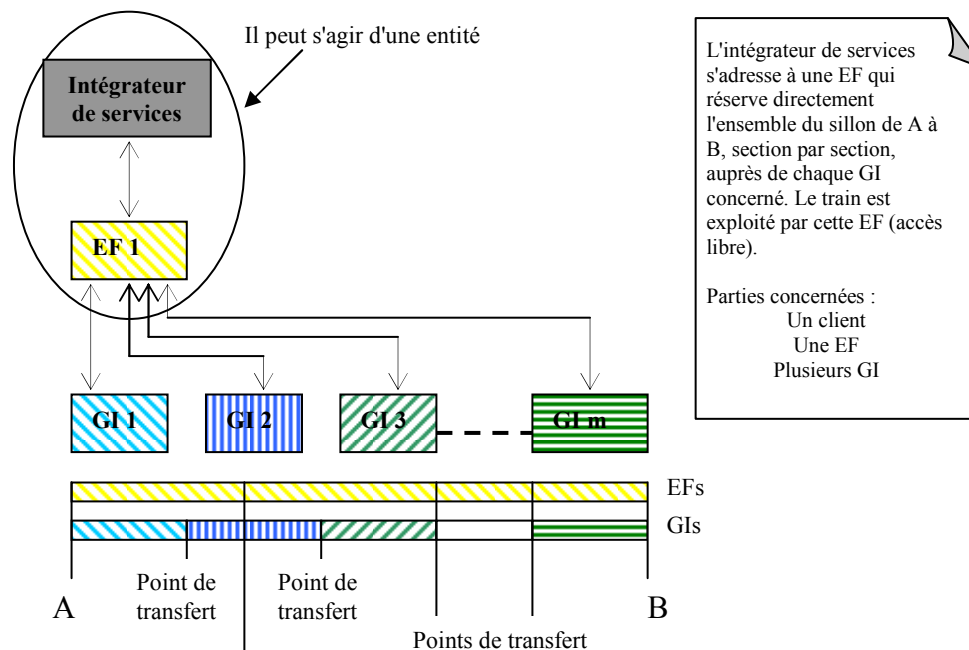 Il peut s'agir d'une entité
Intégrateur
de services
EF 1
GI 1
GI 2
GI 3
GI m
EFs
GIs
A
Point de
transfert
Point de
transfert
Points de transfert
B
L'intégrateur de services
s'adresse à une EF qui
réserve directement
l'ensemble du sillon de A à
B, section par section,
auprès de chaque GI
concerné. Le train est
exploité par cette EF (accès
libre).
Parties concernées :
Un client
Une EF
Plusieurs GI